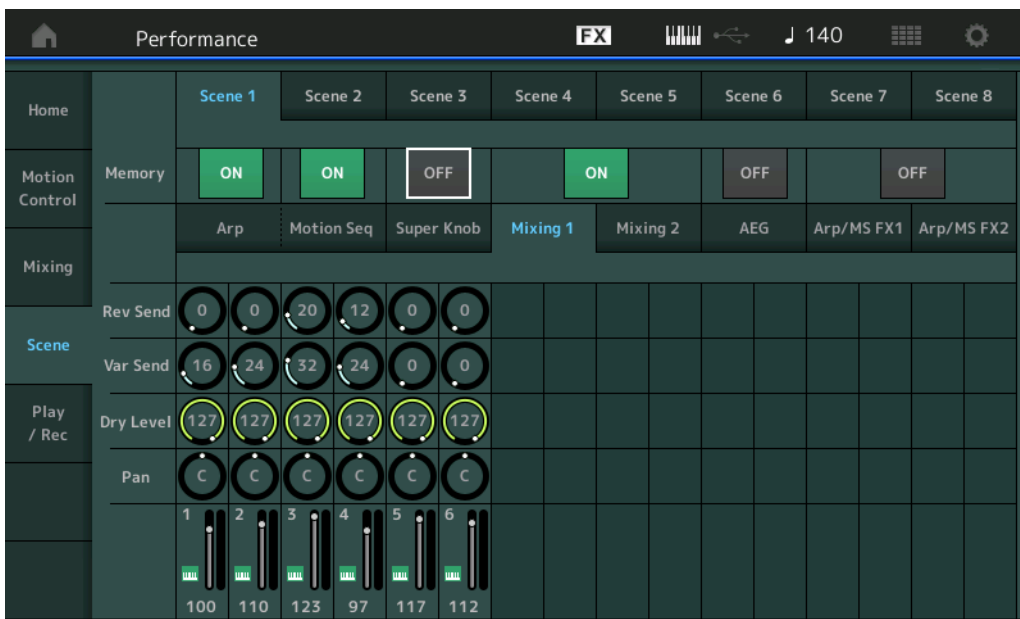 Performance FX 140
Home
Scene 1 Scene 2 Scene 3 Scene 4 Scene 5 Scene 6 Scene 7 Scene 8
Motion
Control
Memory ON ON OFF ON OFF OFF
Arp Motion Seq Super Knob Mixing 1 Mixing 2 AEG Arp/MS FX1 Arp/MS FX2
Mixing
Rev Send 0 0 20 12 0 0
Scene
Var Send 16 24 32 24 0 0
Play
/ Rec
Dry Level 127 127 127 127 127 127
Pan C C C C C C
1 2 3 4 5 6
100 110 123 97 117 112